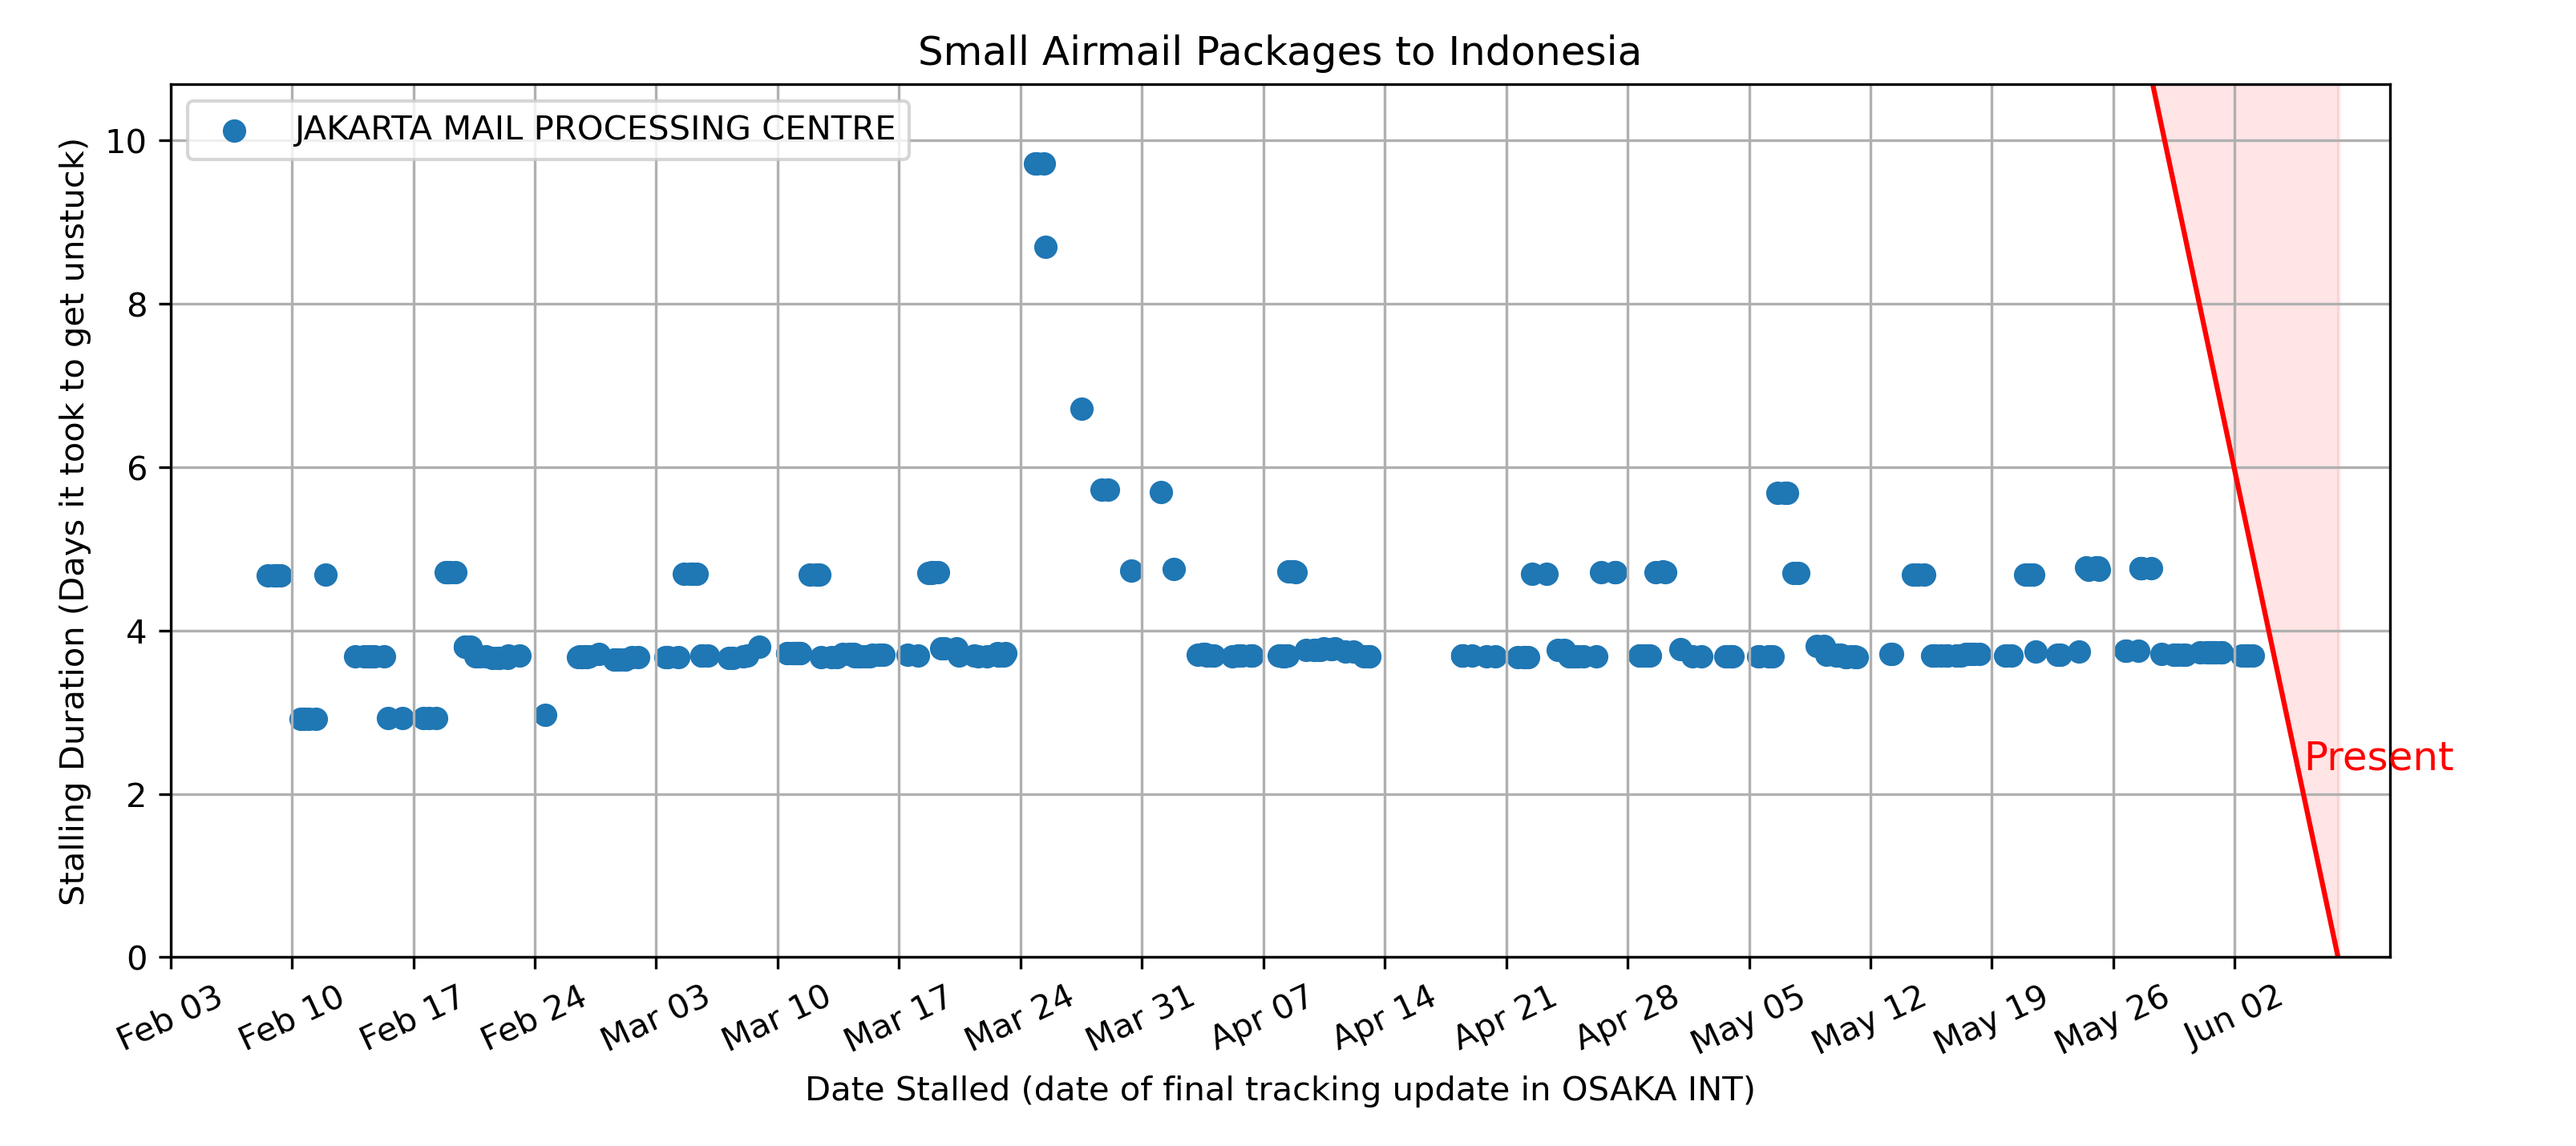 Small Airmail Packages to Indonesia
JAKARTA MAIL PROCESSING CENTRE
Stalling Duration (Days it took to get unstuck)
10
8
6
4
2
0
Present
Feb 03
Feb 10
Feb 17
Feb 24
Mar 03
Mar 10
Mar 17
Mar 24
Mar 31
Apr 07
Apr 14
Apr 21
Apr 28
May 05
May 12
May 19
May 26
Jun 02
Date Stalled (date of final tracking update in OSAKA INT)